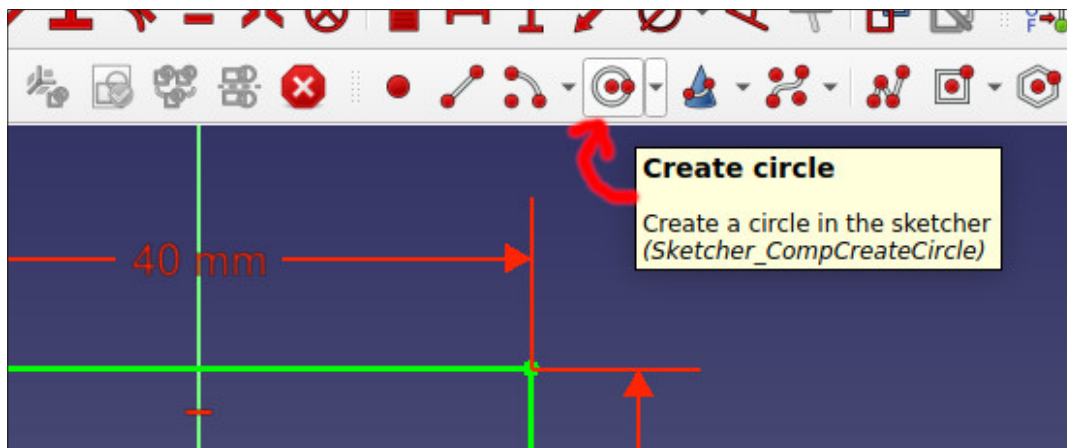 Create circle
Create a circle in the sketcher
(Sketcher_CompCreateCircle)
40 mm